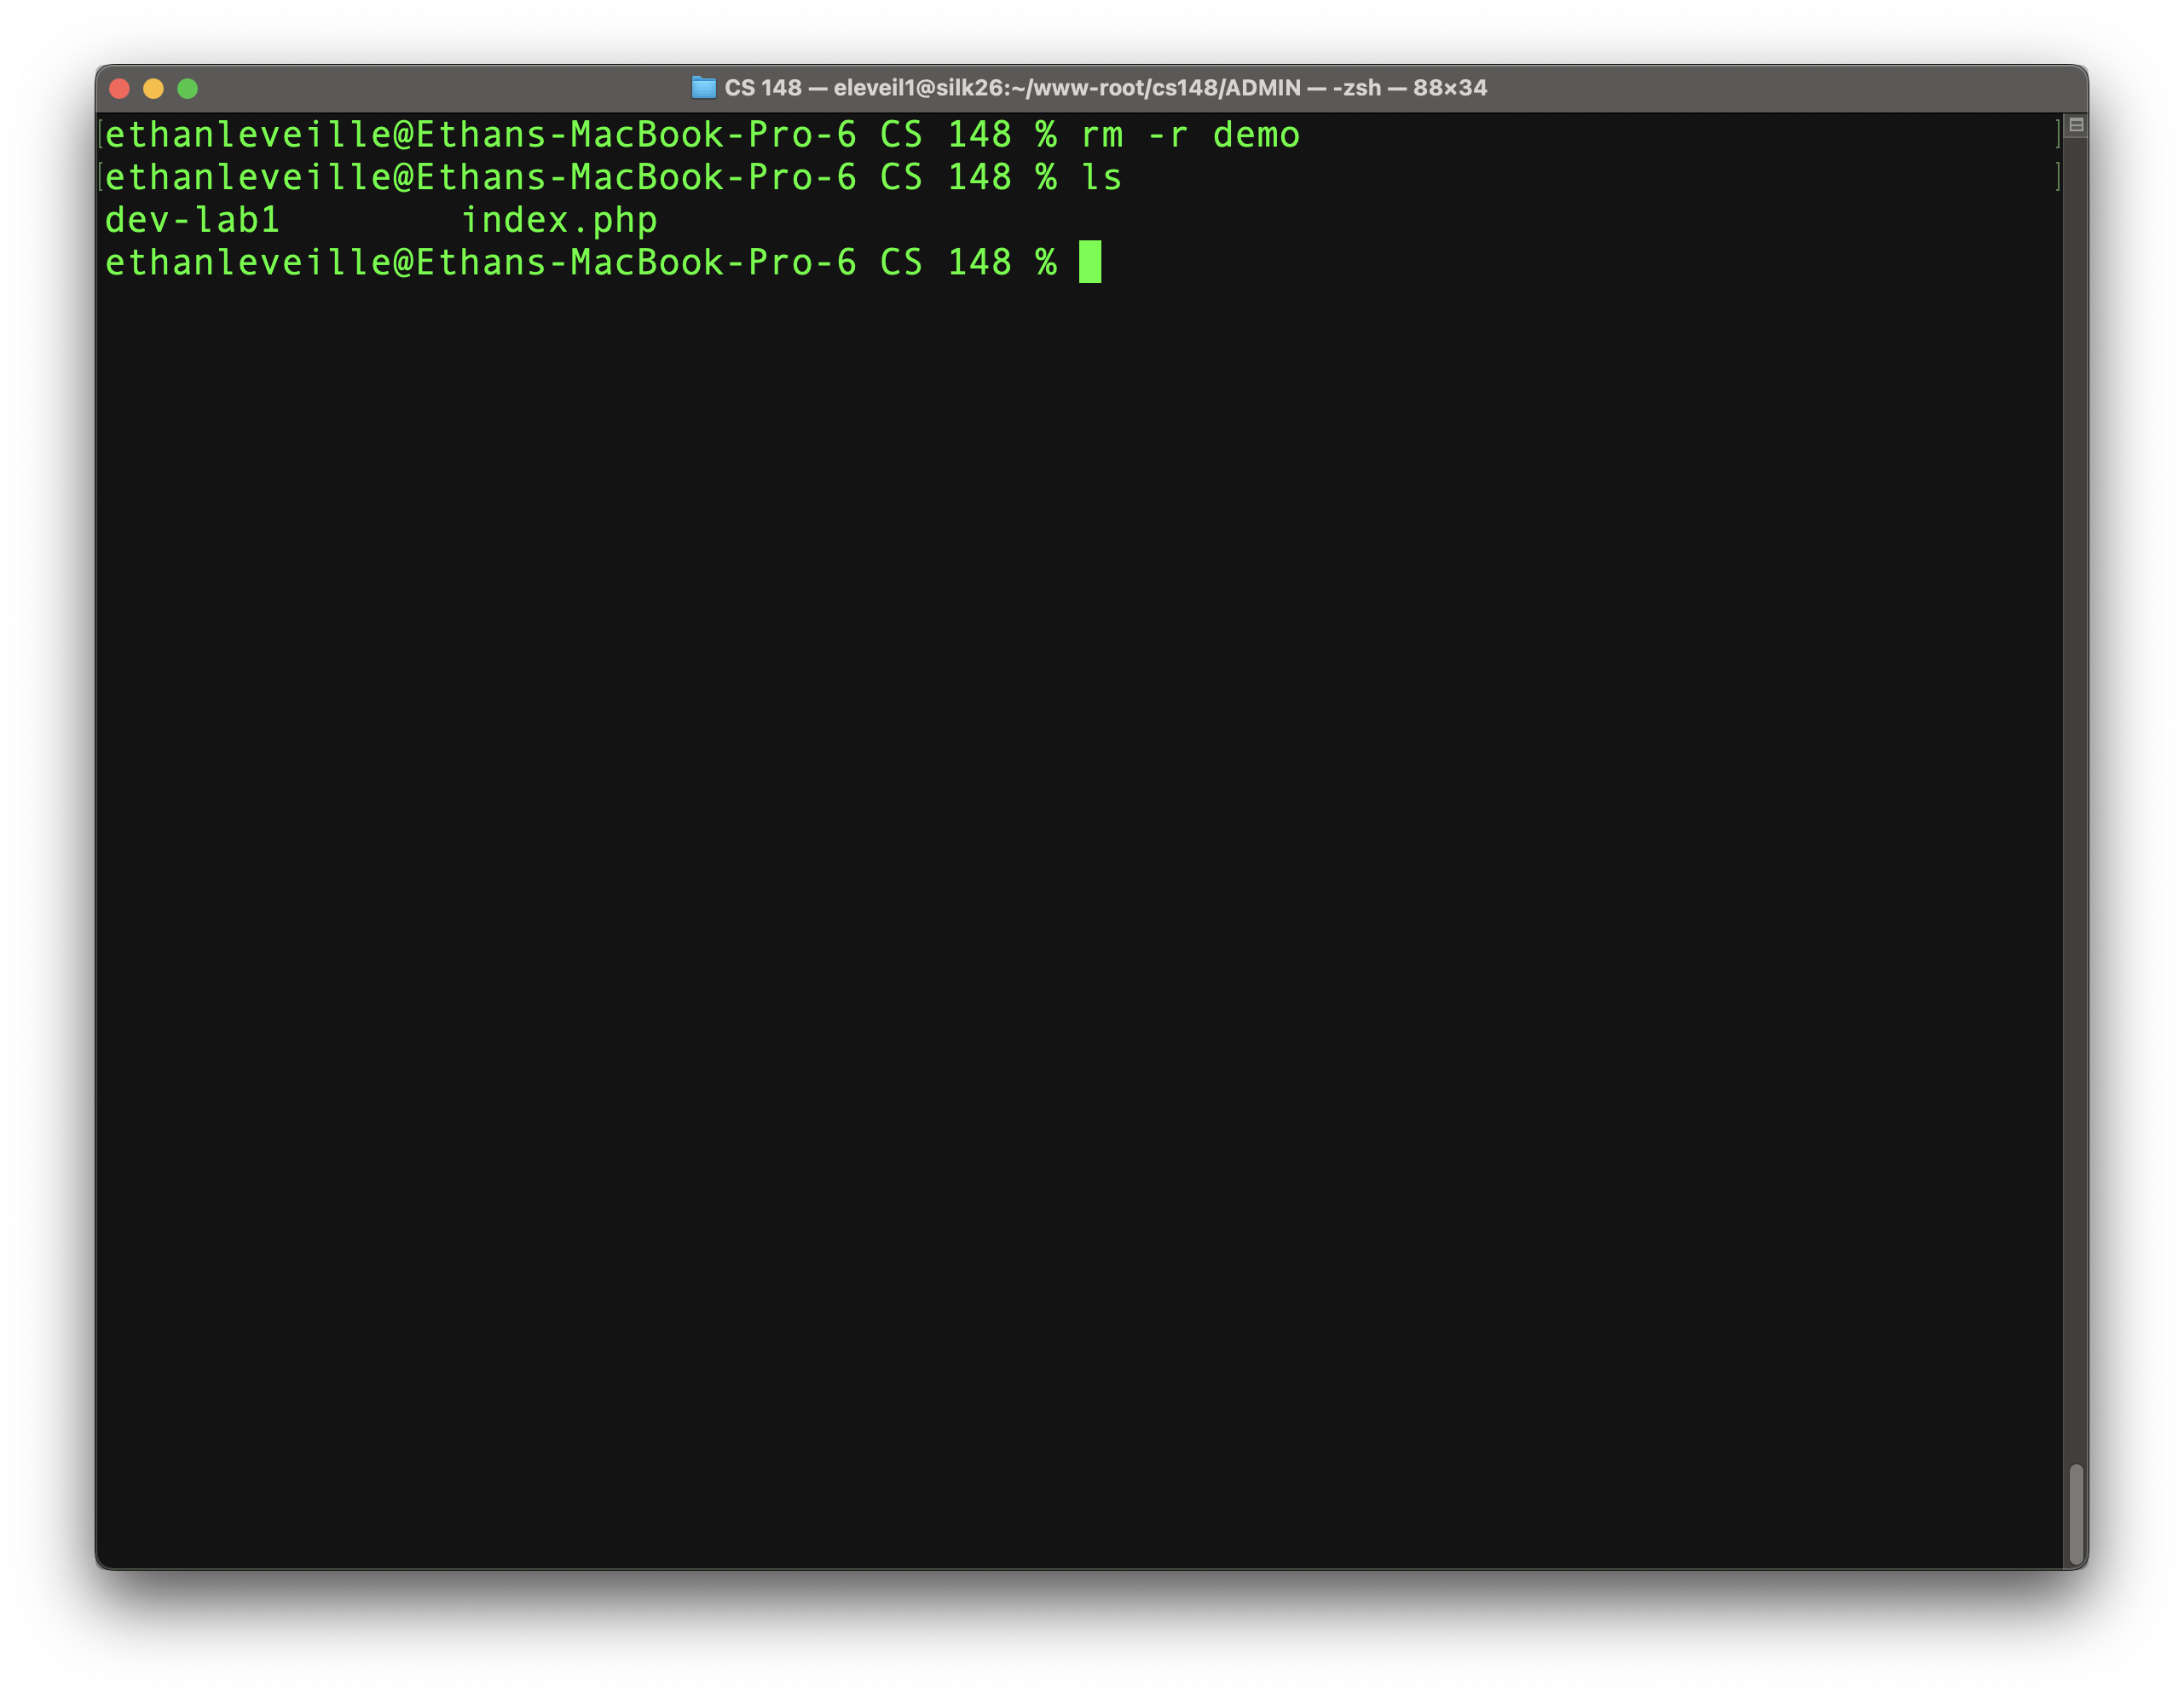 CS 148 — eleveil1@silk26:~/www-root/cs148/ADMIN — -zsh — 88×34
ethanleveille@Ethans-MacBook-Pro-6 CS 148 % rm -r demo
ethanleveille@Ethans-MacBook-Pro-6 CS 148 % ls
dev-lab1        index.php
ethanleveille@Ethans-MacBook-Pro-6 CS 148 %